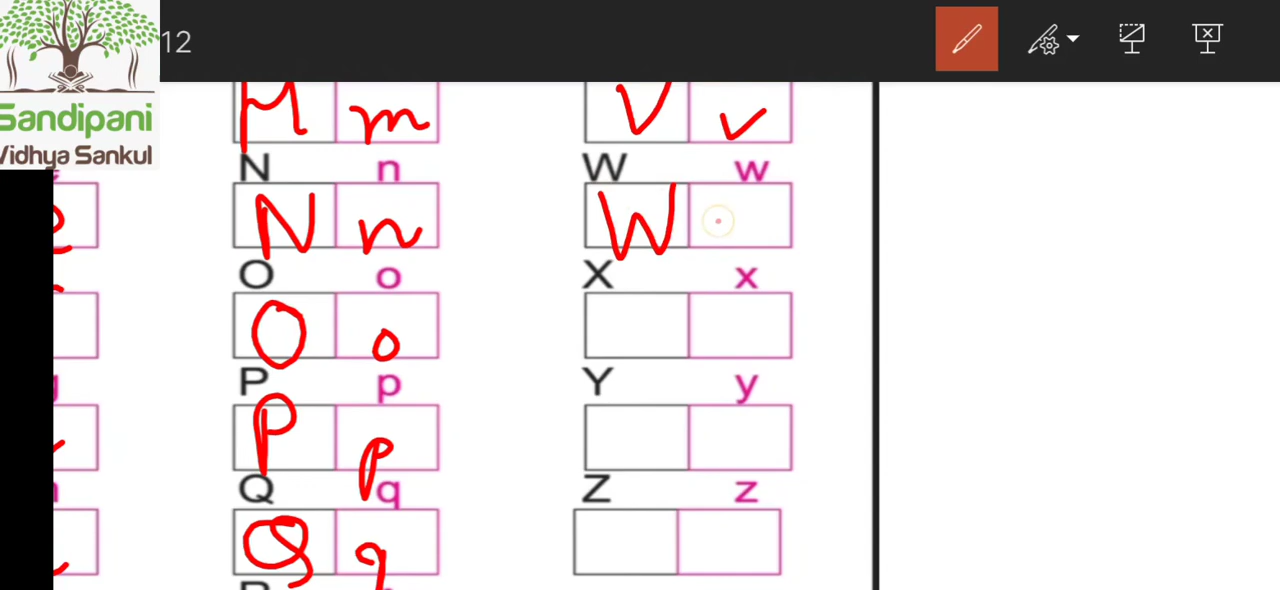 12
Sandipani
Vidhya Sankul
M m
N n
N n
O o
O o
P p
P p
Q q
Q q
V v
W w
W
X x
Y y
Z z